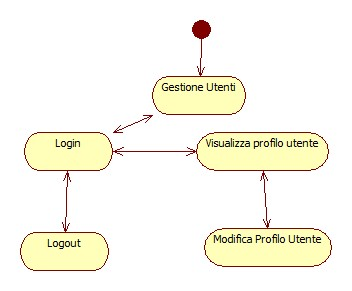 Gestione Utenti
Login
Visualizza profilo utente
Logout
Modifica Profilo Utente